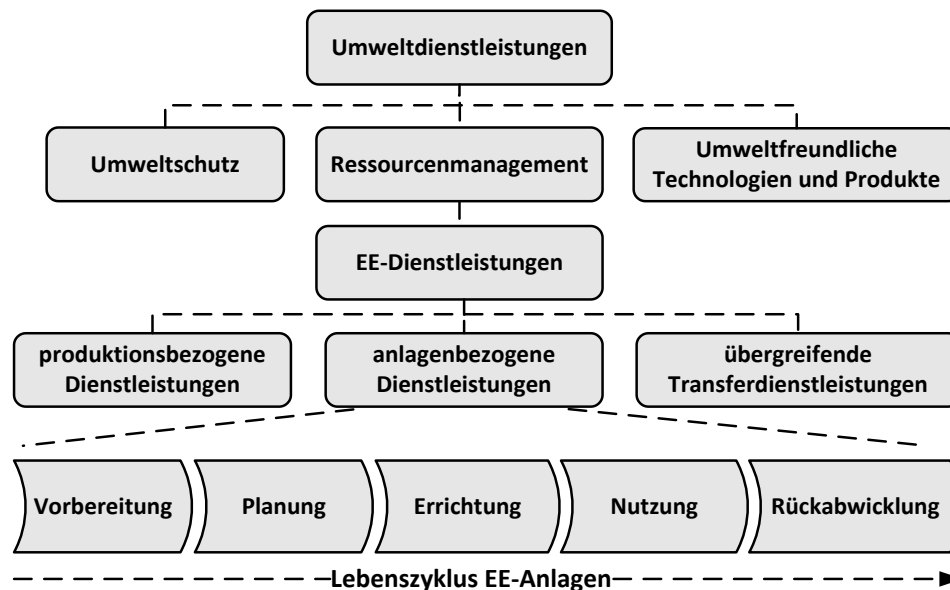 Umweltdienstleistungen
Umweltschutz
Ressourcenmanagement
Umweltfreundliche
Technologien und Produkte
EE-Dienstleistungen
produktionsbezogene
Dienstleistungen
anlagenbezogene
Dienstleistungen
übergreifende
Transferdienstleistungen
Vorbereitung
Planung
Errichtung
Nutzung
Rückabwicklung
Lebenszyklus EE-Anlagen